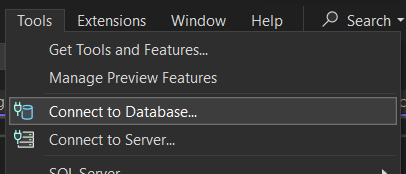 Tools Extensions Window Help Search
Get Tools and Features...
Manage Preview Features
Connect to Database...
Connect to Server...
SQL Server